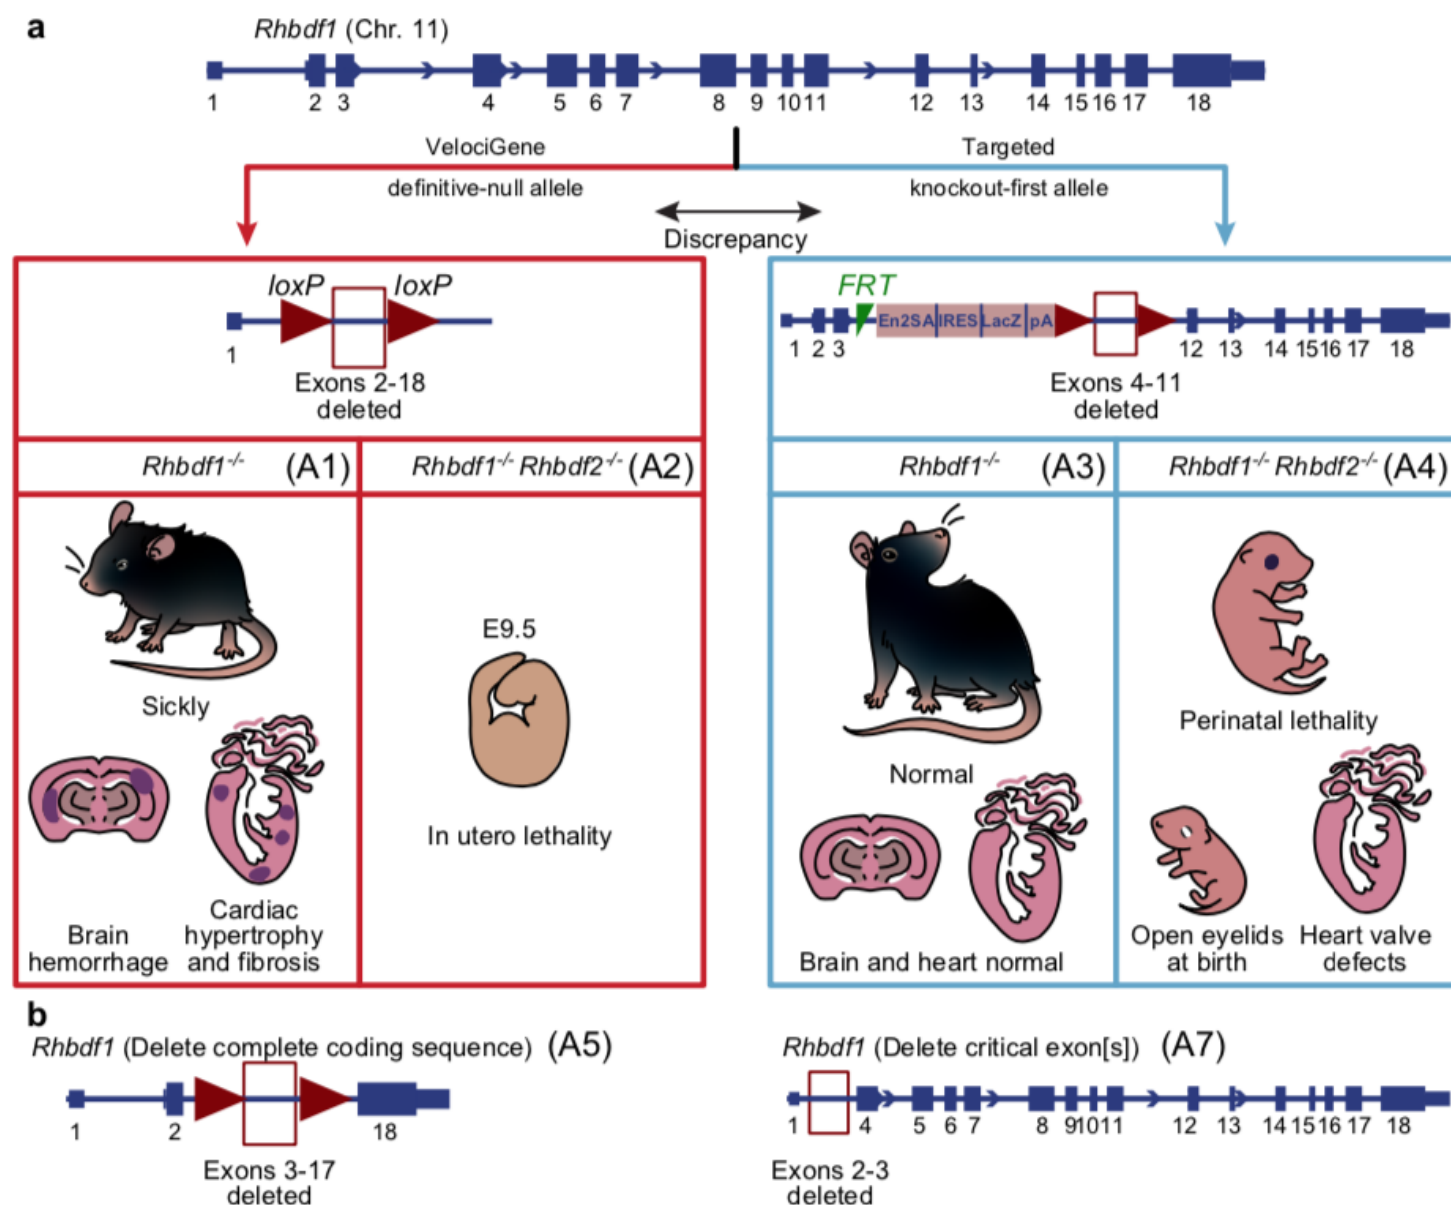 a
Rhbdf1 (Chr. 11)
1 2 3 4 5 6 7 8 9 10 11 12 13 14 15 16 17 18
VelociGene
definitive-null allele
Targeted
knockout-first allele
Discrepancy
loxP loxP
1
Exons 2-18
deleted
FRT
En2SA IRES LacZ pA
1 2 3 12 13 14 15 16 17 18
Exons 4-11
deleted
Rhbdf1-/- (A1)
Rhbdf1-/- Rhbdf2-/- (A2)
Rhbdf1-/- (A3)
Rhbdf1-/- Rhbdf2-/- (A4)
Sickly
Brain
hemorrhage
Cardiac
hypertrophy
and fibrosis
E9.5
In utero lethality
Normal
Brain and heart normal
Perinatal lethality
Open eyelids
at birth
Heart valve
defects
b
Rhbdf1 (Delete complete coding sequence) (A5)
1 2 18
Exons 3-17
deleted
Rhbdf1 (Delete critical exon[s]) (A7)
1 4 5 6 7 8 9 10 11 12 13 14 15 16 17 18
Exons 2-3
deleted